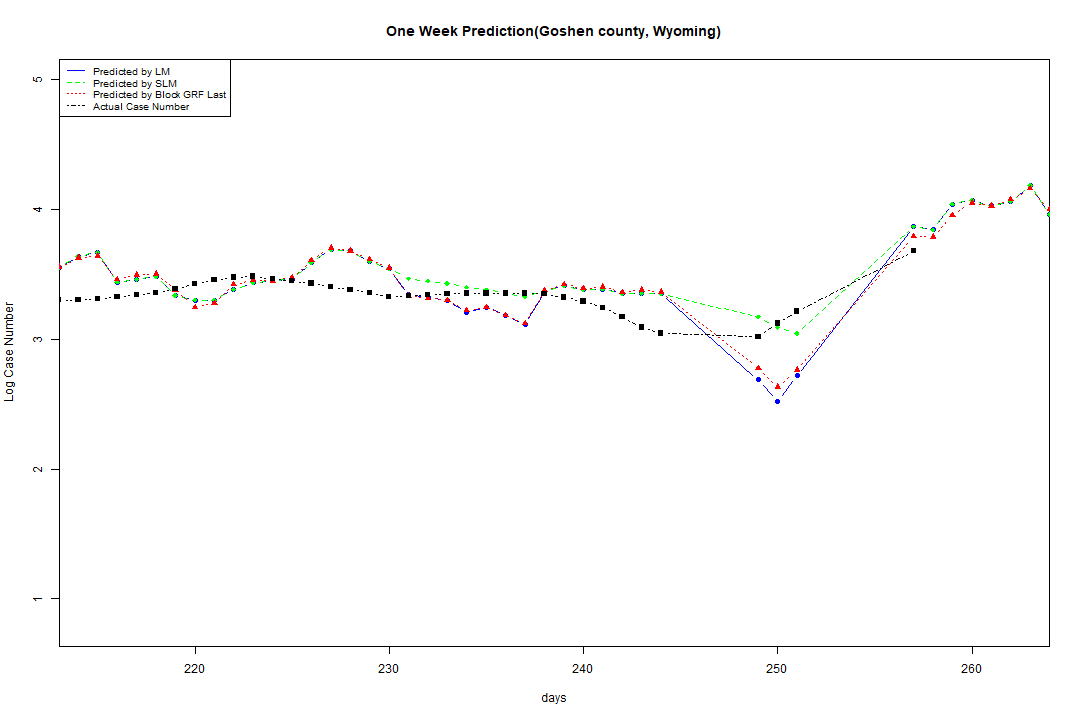 One Week Prediction(Goshen county, Wyoming)
Predicted by LM
Predicted by SLM
Predicted by Block GRF Last
Actual Case Number
5
4
3
2
1
Log Case Number
220 230 240 250 260
days